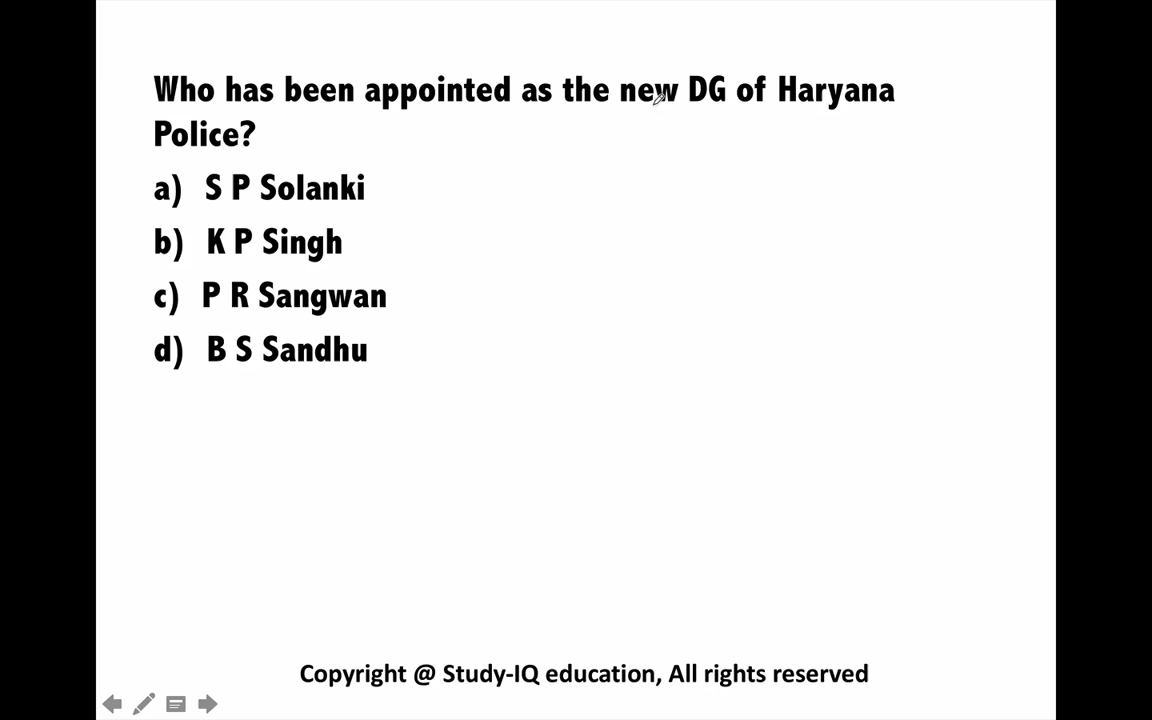 Who has been appointed as the new DG of Haryana
Police?
a) S P Solanki
b) K P Singh
c) P R Sangwan
d) B S Sandhu
Copyright @ Study-IQ education, All rights reserved